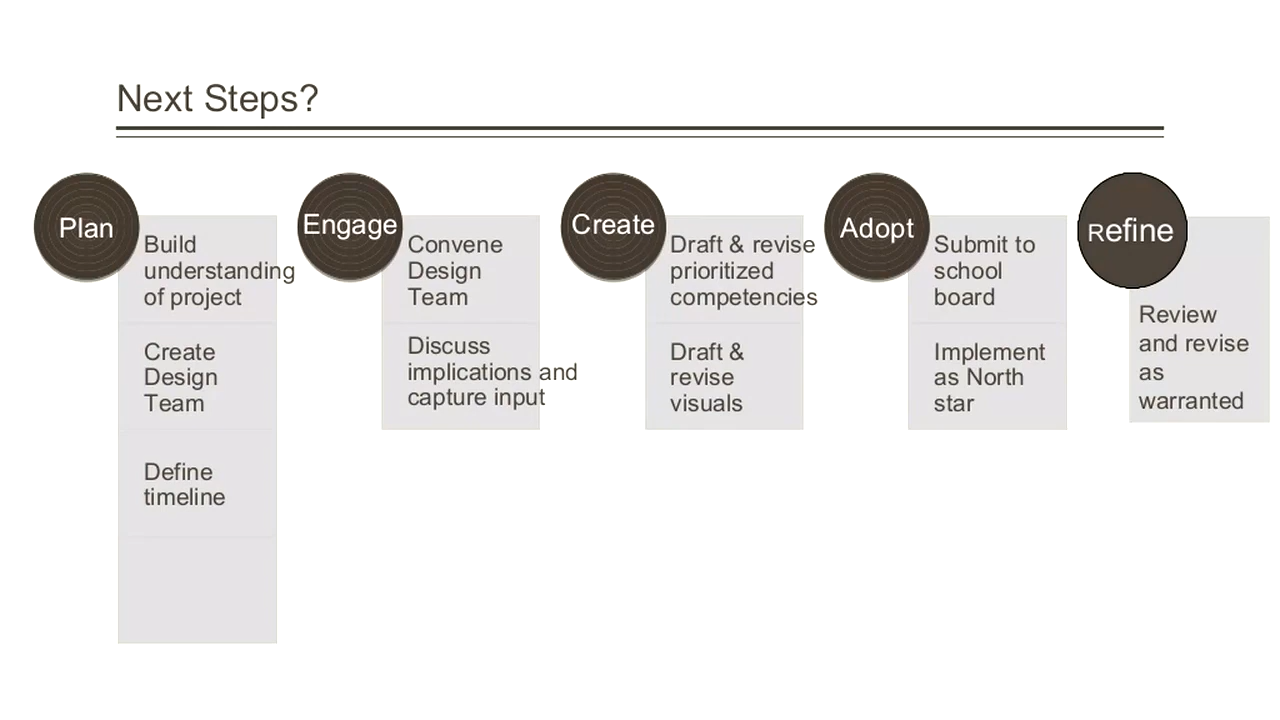 Next Steps?
Plan
Build
understanding
of project
Create
Design
Team
Define
timeline
Engage
Convene
Design
Team
Discuss
implications and
capture input
Create
Draft & revise
prioritized
competencies
Draft &
revise
visuals
Adopt
Submit to
school
board
Implement
as North
star
Refine
Review
and revise
as
warranted